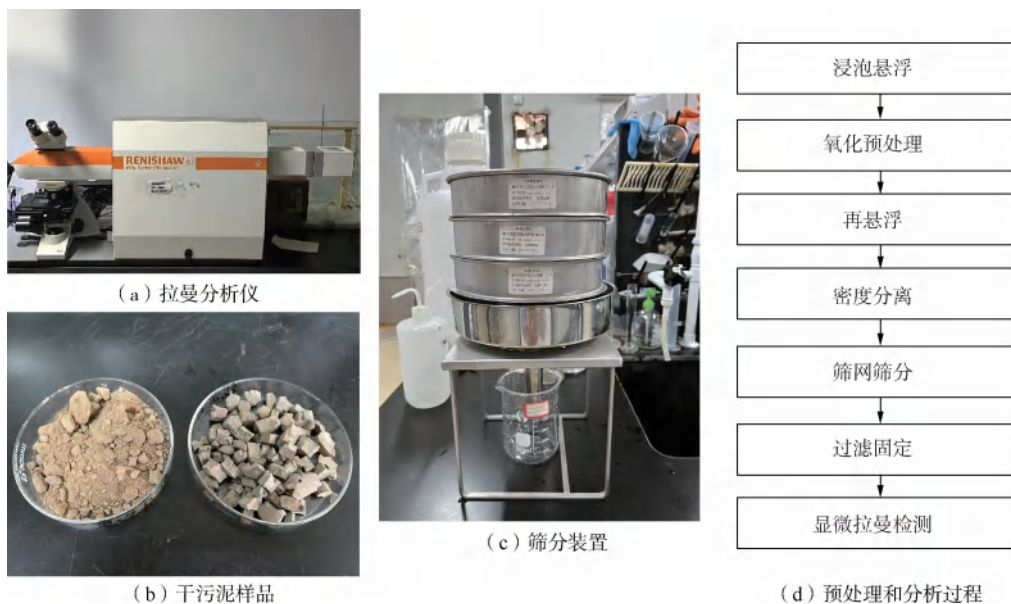 RENISHAW
(a)拉曼分析仪
(b)干污泥样品
(c)筛分装置
浸泡悬浮
氧化预处理
再悬浮
密度分离
筛网筛分
过滤固定
显微拉曼检测
(d)预处理和分析过程